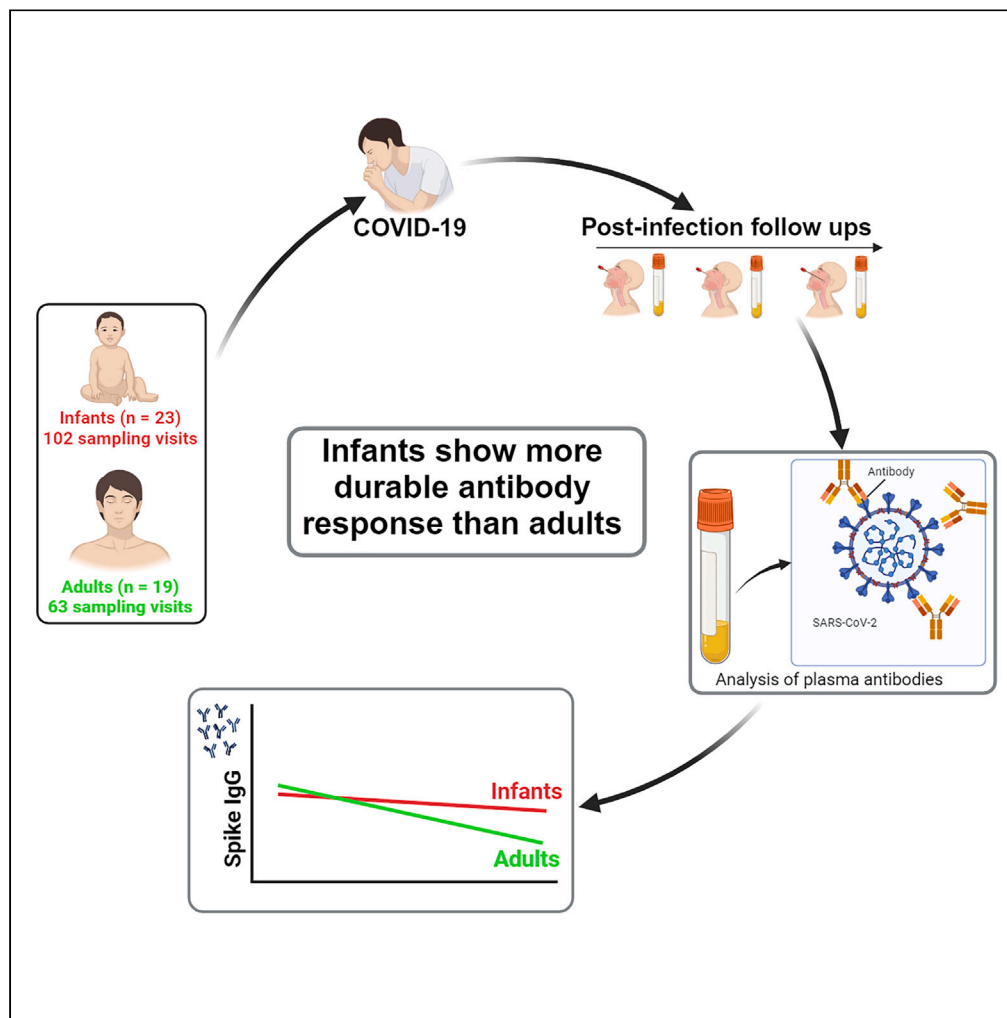 COVID-19
Post-infection follow ups
Infants (n = 23)
102 sampling visits
Adults (n = 19)
63 sampling visits
Infants show more
durable antibody
response than adults
Antibody
SARS-CoV-2
Analysis of plasma antibodies
Spike IgG
Infants
Adults